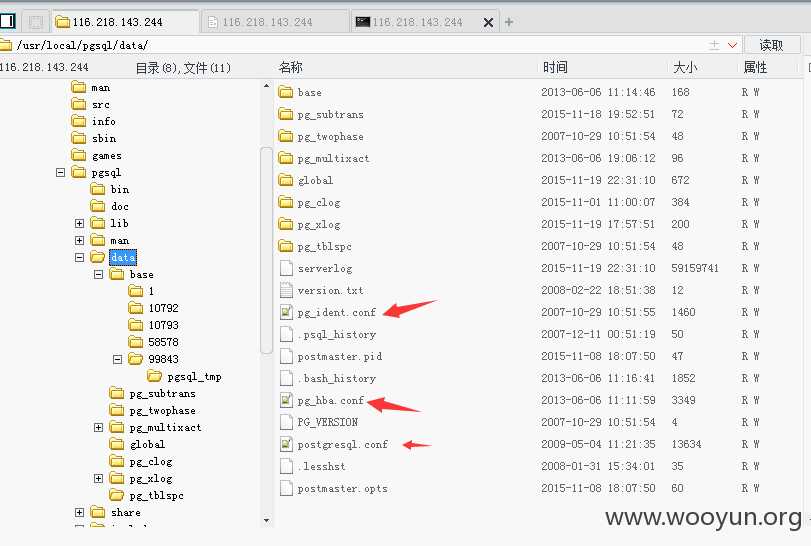 116.218.143.244 116.218.143.244 116.218.143.244
/usr/local/pgsql/data/ 读取
116.218.143.244 目录(8),文件(11) 名称 时间 大小 属性
man
src
info
sbin
games
pgsql
bin
doc
lib
man
data
base
1
10792
10793
58578
99843
pgsql_tmp
pg_subtrans
pg_twophase
pg_multixact
global
pg_clog
pg_xlog
pg_tblspc
share
base 2013-06-06 11:14:46 168 R W
pg_subtrans 2015-11-18 19:52:51 72 R W
pg_twophase 2007-10-29 10:51:54 48 R W
pg_multixact 2013-06-06 19:06:12 96 R W
global 2015-11-19 22:31:10 672 R W
pg_clog 2015-11-01 11:00:07 384 R W
pg_xlog 2015-11-19 17:57:51 200 R W
pg_tblspc 2007-10-29 10:51:54 48 R W
serverlog 2015-11-19 22:31:10 59159741 R W
version.txt 2008-02-22 18:51:38 12 R W
pg_ident.conf 2007-10-29 10:51:55 1460 R W
.psql_history 2007-12-11 00:51:19 50 R W
postmaster.pid 2015-11-08 18:07:50 47 R W
.bash_history 2013-06-06 11:16:41 1852 R W
pg_hba.conf 2013-06-06 11:11:59 3349 R W
PG_VERSION 2007-10-29 10:51:54 4 R W
postgresql.conf 2009-05-04 11:21:35 13634 R W
.lesshst 2008-01-31 15:34:01 35 R W
postmaster.opts 2015-11-08 18:07:50 60 R W
www.wooyun.org